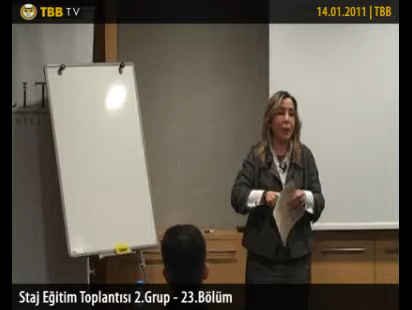 TBB TV
14.01.2011 | TBB
Staj Eğitim Toplantısı 2.Grup - 23.Bölüm